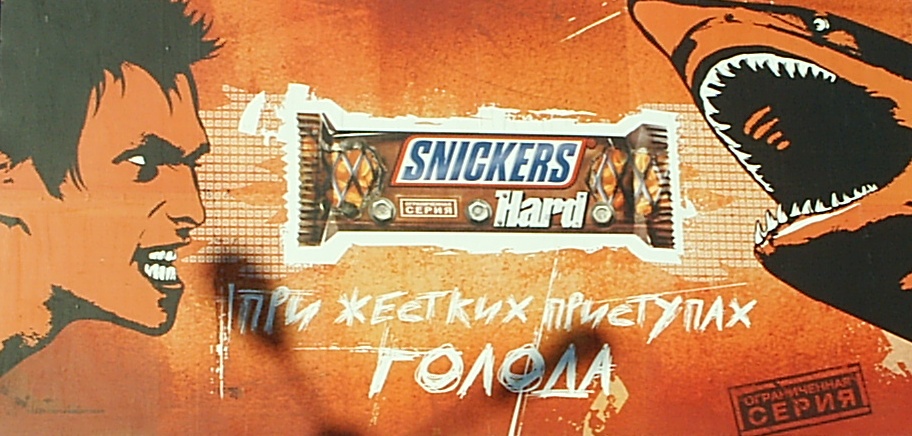 SNICKERS
СЕРИЯ
Hard
ПРИ ЖЕСТКИХ ПРИСТУПАХ
ГОЛОДА
ОГРАНИЧЕННАЯ
СЕРИЯ